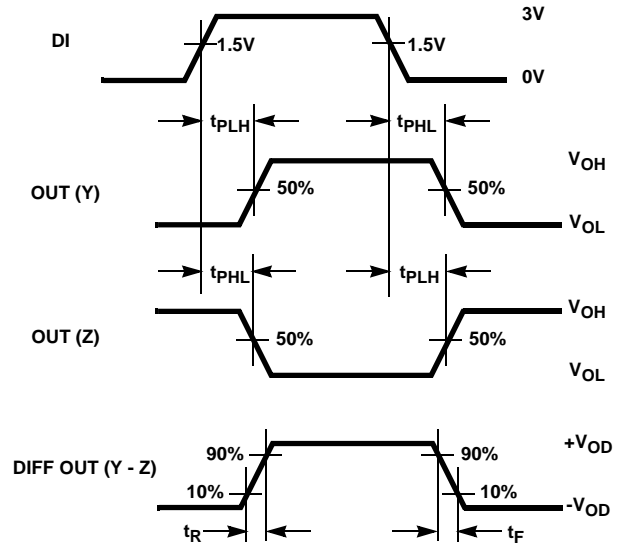 3V
DI
1.5V
1.5V
0V
tPLH
tPHL
VOH
OUT (Y)
50%
50%
VOL
tPHL
tPLH
VOH
OUT (Z)
50%
50%
VOL
+VOD
DIFF OUT (Y - Z)
90%
90%
10%
10%
-VOD
tR
tF